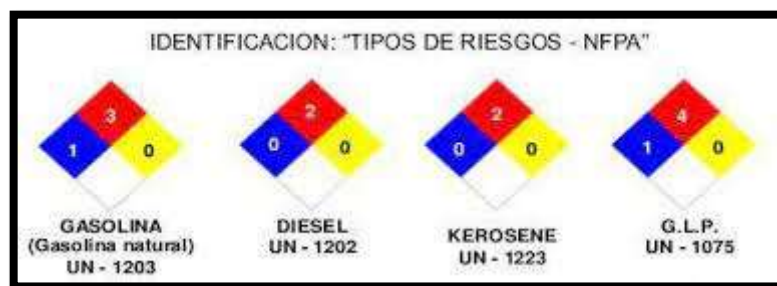 IDENTIFICACION: "TIPOS DE RIESGOS - NFPA"
3
1
0
GASOLINA
(Gasolina natural)
UN - 1203
2
0
0
DIESEL
UN - 1202
2
0
0
KEROSENE
UN - 1223
4
1
0
G.L.P.
UN - 1075